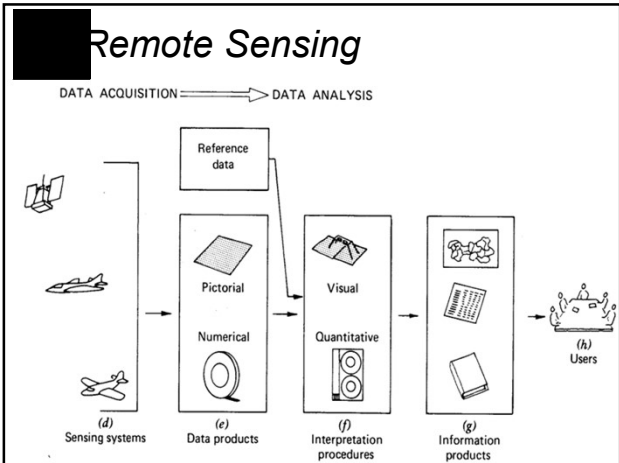 Remote Sensing
DATA ACQUISITION
DATA ANALYSIS
Reference
data
Pictorial
Visual
Numerical
Quantitative
(d)
Sensing systems
(e)
Data products
(f)
Interpretation
procedures
(g)
Information
products
(h)
Users